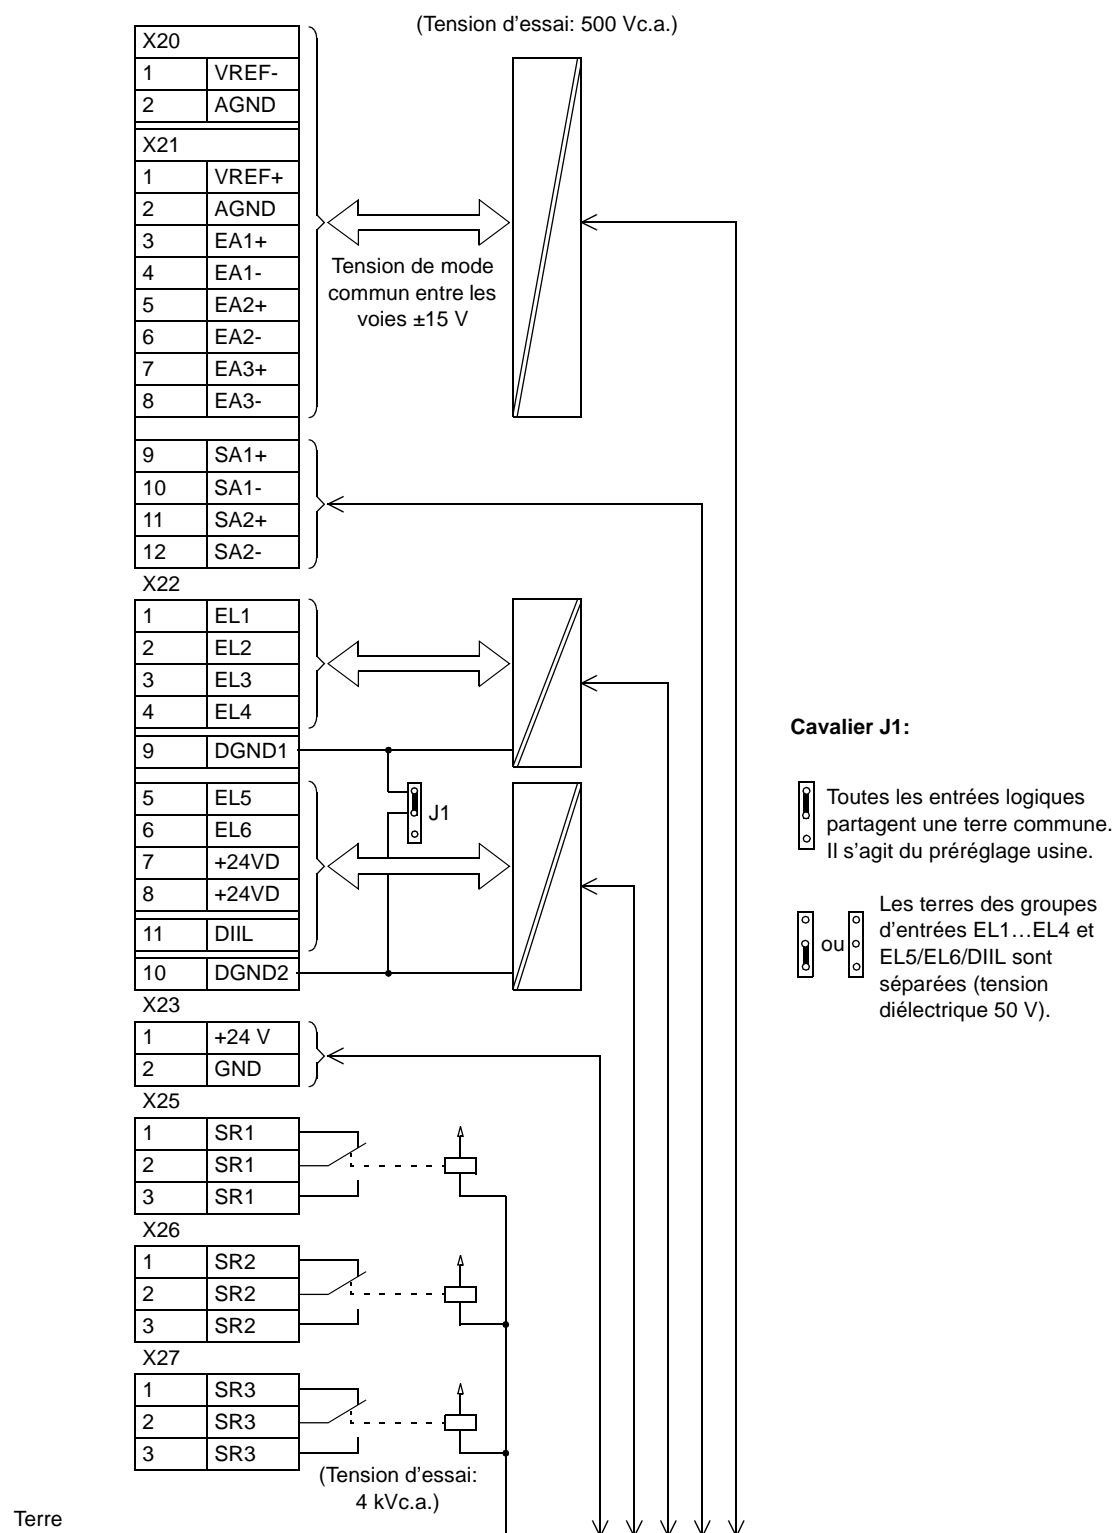 (Tension d'essai: 500 Vc.a.)
X20
1 VREF-
2 AGND
X21
1 VREF+
2 AGND
3 EA1+
4 EA1-
5 EA2+
6 EA2-
7 EA3+
8 EA3-
Tension de mode
commun entre les
voies ±15 V
9 SA1+
10 SA1-
11 SA2+
12 SA2-
X22
1 EL1
2 EL2
3 EL3
4 EL4
9 DGND1
5 EL5
6 EL6
7 +24VD
8 +24VD
11 DIIL
10 DGND2
J1
Cavalier J1:
Toutes les entrées logiques
partagent une terre commune.
Il s'agit du préréglage usine.
ou
Les terres des groupes
d'entrées EL1…EL4 et
EL5/EL6/DIIL sont
séparées (tension
diélectrique 50 V).
X23
1 +24 V
2 GND
X25
1 SR1
2 SR1
3 SR1
X26
1 SR2
2 SR2
3 SR2
X27
1 SR3
2 SR3
3 SR3
(Tension d'essai:
4 kVc.a.)
Terre